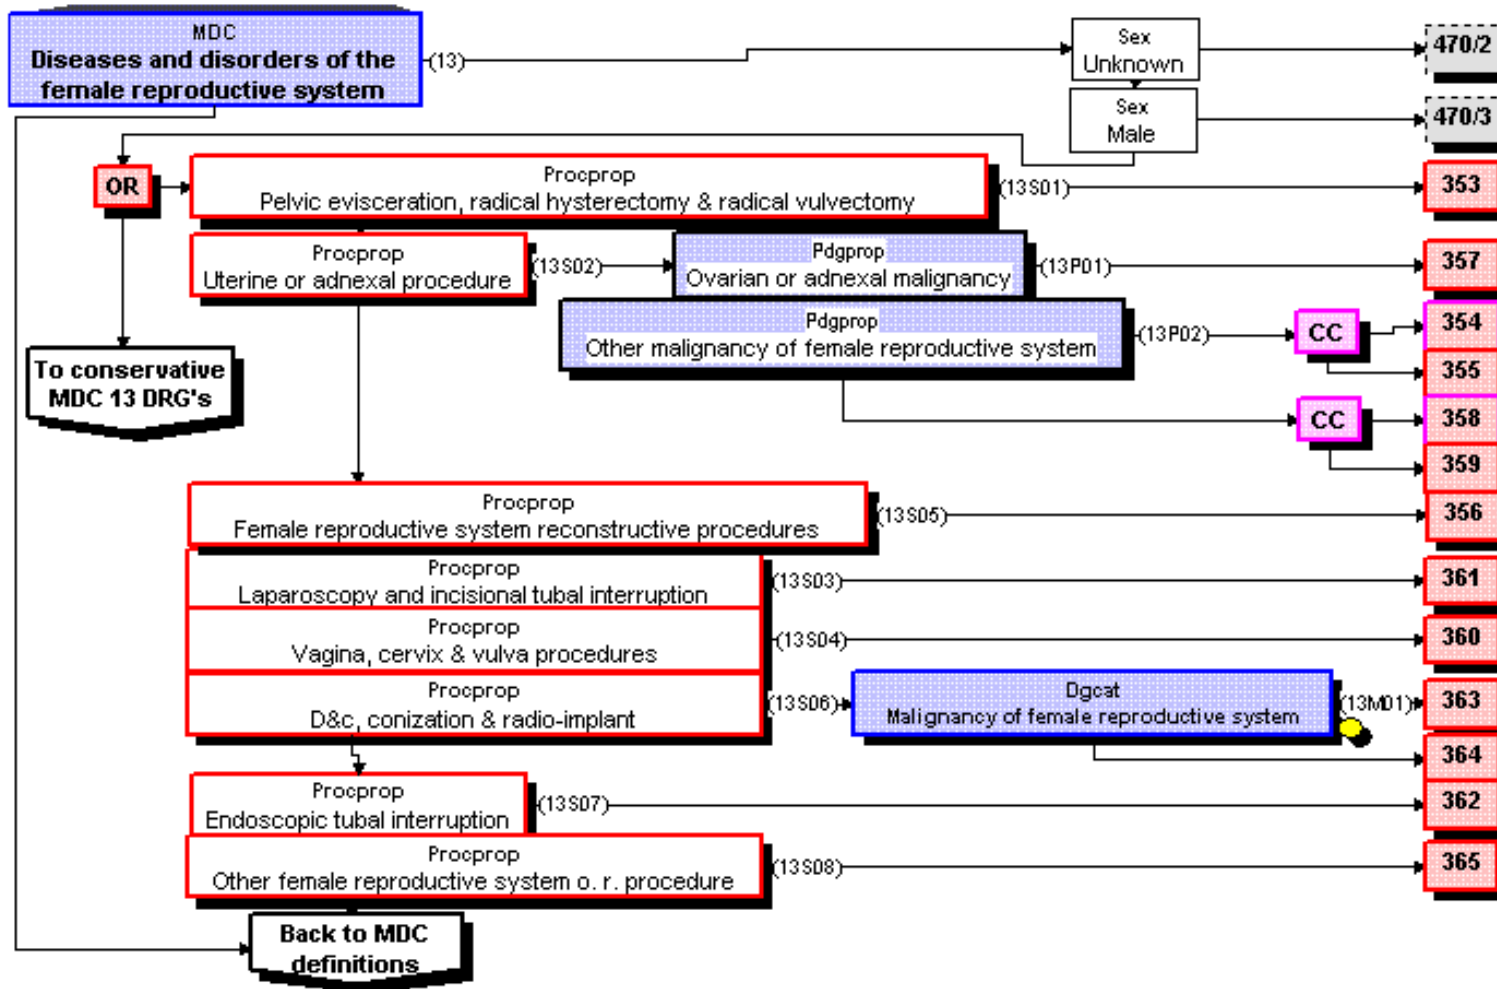 MDC
Diseases and disorders of the
female reproductive system
(13)
Sex
Unknown
470/2
Sex
Male
470/3
OR
Procprop
Pelvic evisceration, radical hysterectomy & radical vulvectomy
(13S01)
353
Procprop
Uterine or adnexal procedure
(13S02)
Pdgprop
Ovarian or adnexal malignancy
(13P01)
357
Pdgprop
Other malignancy of female reproductive system
(13P02)
CC
354
355
To conservative
MDC 13 DRG's
CC
358
359
Procprop
Female reproductive system reconstructive procedures
(13S05)
356
Procprop
Laparoscopy and incisional tubal interruption
(13S03)
361
Procprop
Vagina, cervix & vulva procedures
(13S04)
360
Procprop
D&c, conization & radio-implant
(13S06)
Dgcat
Malignancy of female reproductive system
(13M01)
363
364
Procprop
Endoscopic tubal interruption
(13S07)
362
Procprop
Other female reproductive system o. r. procedure
(13S08)
365
Back to MDC
definitions